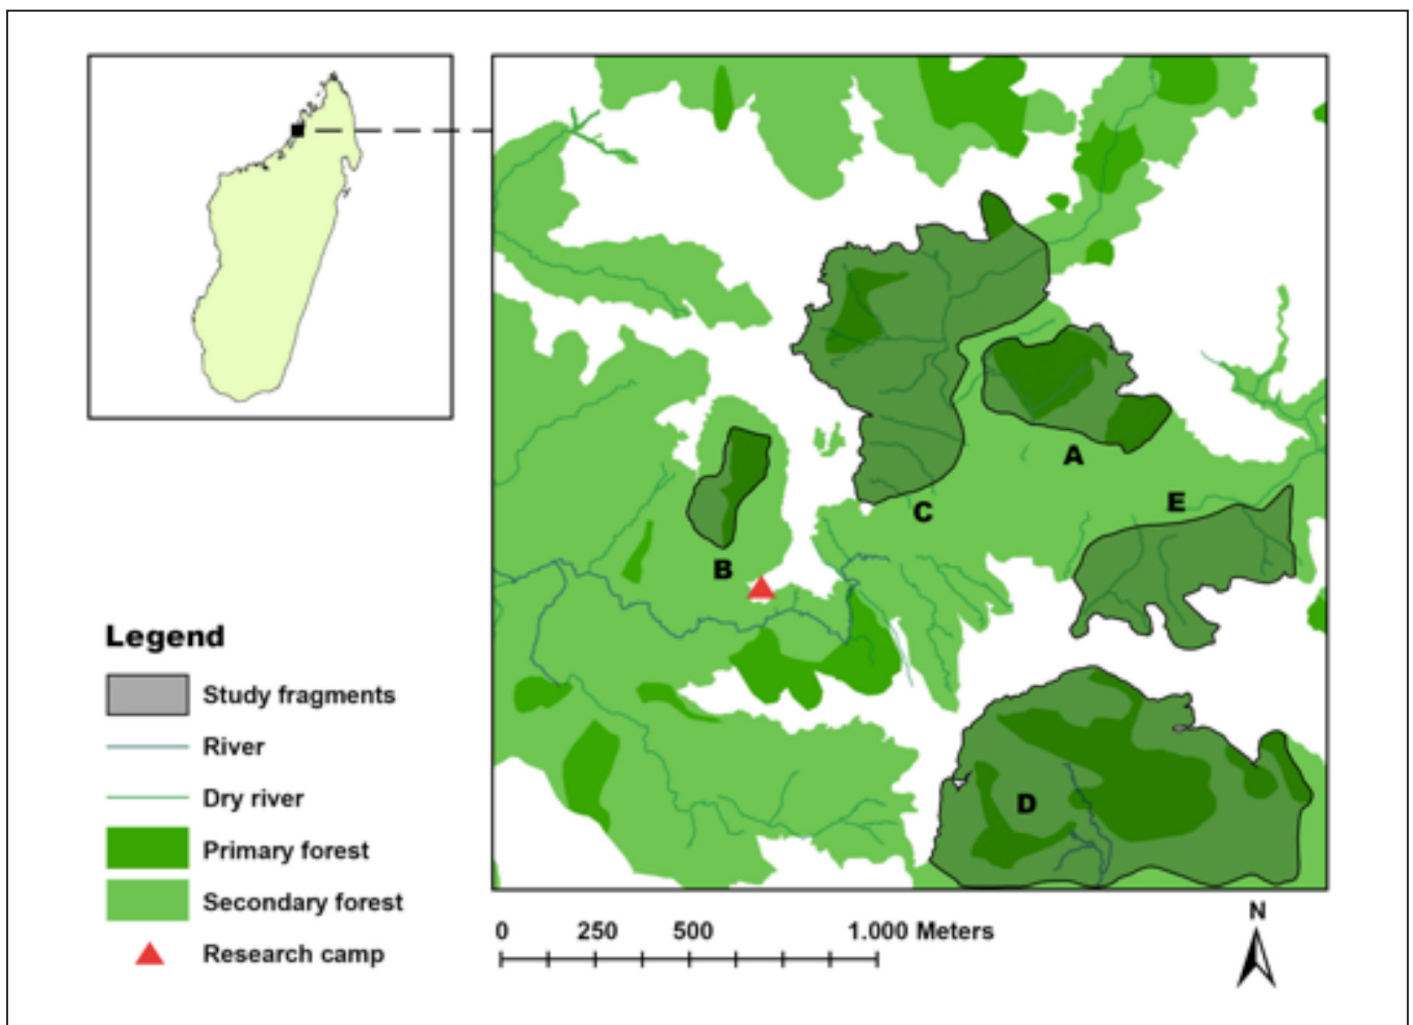 A
E
C
B
Legend
Study fragments
River
Dry river
D
Primary forest
Secondary forest
N
0 250 500 1.000 Meters
Research camp